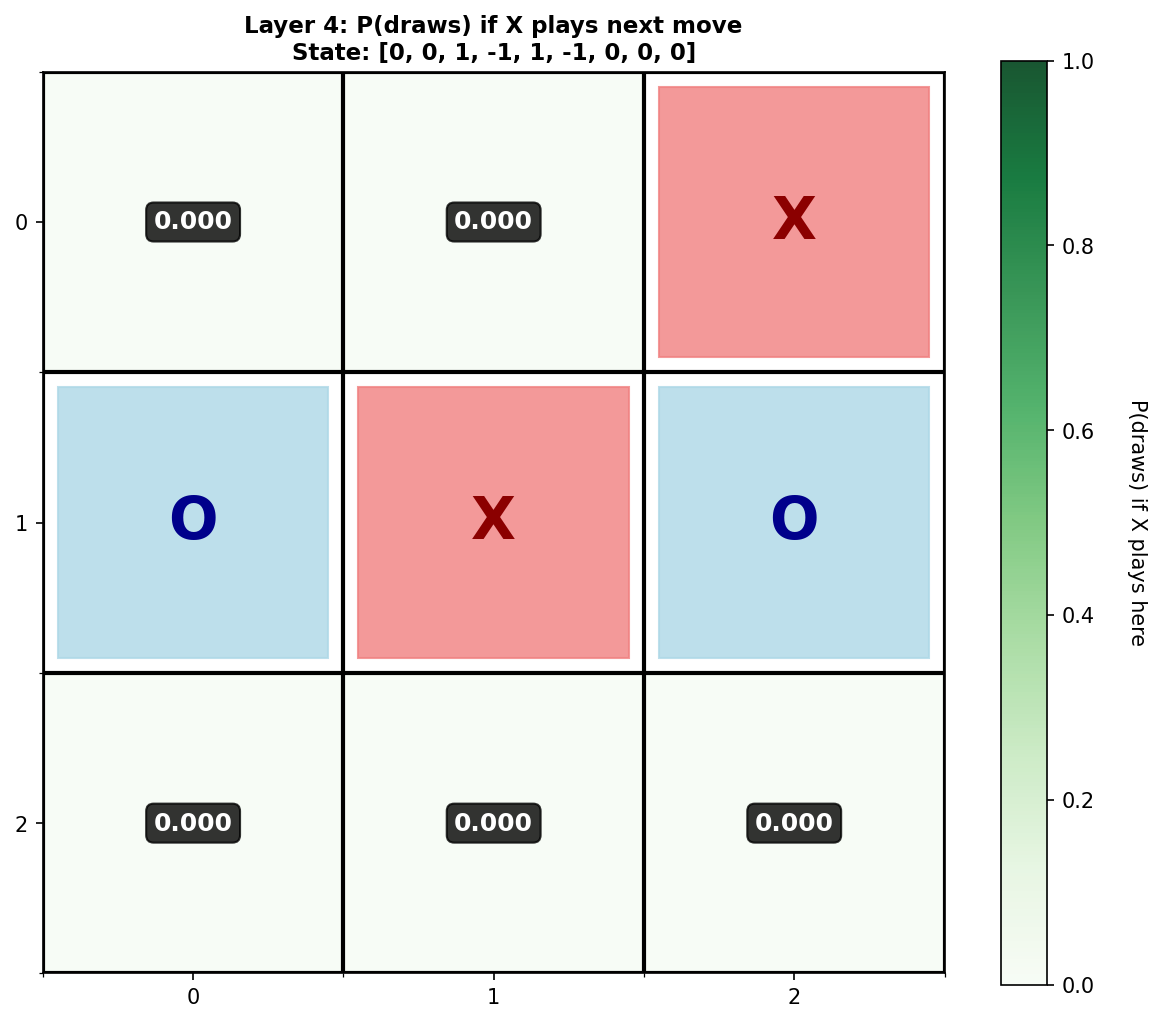 Layer 4: P(draws) if X plays next move
State: [0, 0, 1, -1, 1, -1, 0, 0, 0]
0
0.000
0.000
X
1
O
X
O
2
0.000
0.000
0.000
0
1
2
1.0
0.8
0.6
0.4
0.2
0.0
P(draws) if X plays here